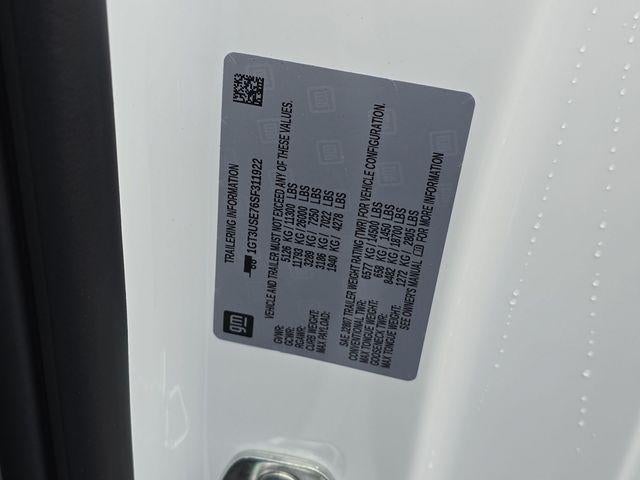 gm
TRAILERING INFORMATION
1GT3USE76SF311922
VEHICLE AND TRAILER MUST NOT EXCEED ANY OF THESE VALUES.
GVWR: 5126 KG / 11300 LBS
GCWR: 11793 KG / 26000 LBS
RGAWR: 3289 KG / 7250 LBS
CURB WEIGHT: 3186 KG / 7022 LBS
MAX PAYLOAD: 1940 KG / 4278 LBS
SAE J2807 TRAILER WEIGHT RATING (TWR) FOR VEHICLE CONFIGURATION.
CONVENTIONAL TWR: 6577 KG / 14500 LBS
MAX TONGUE WEIGHT: 658 KG / 1450 LBS
GOOSENECK TWR: 8482 KG / 18700 LBS
MAX TONGUE WEIGHT: 1272 KG / 2805 LBS
SEE OWNER'S MANUAL FOR MORE INFORMATION